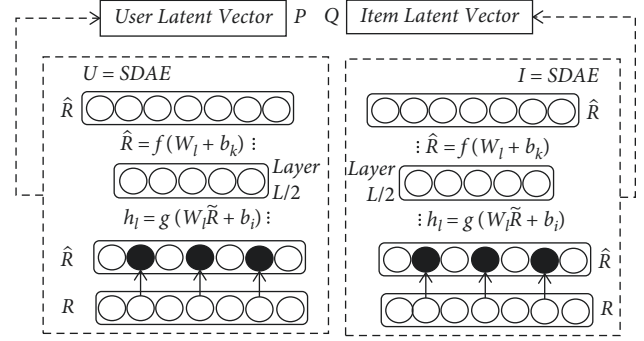 User Latent Vector P Q Item Latent Vector
U = SDAE
R̂
R̂ = f (W_l + b_k) ⋮
Layer
L/2
h_l = g (W_l R̃ + b_i) ⋮
R̂
R
I = SDAE
R̂
⋮ R̂ = f (W_l + b_k)
Layer
L/2
⋮ h_l = g (W_l R̃ + b_i)
R̂
R